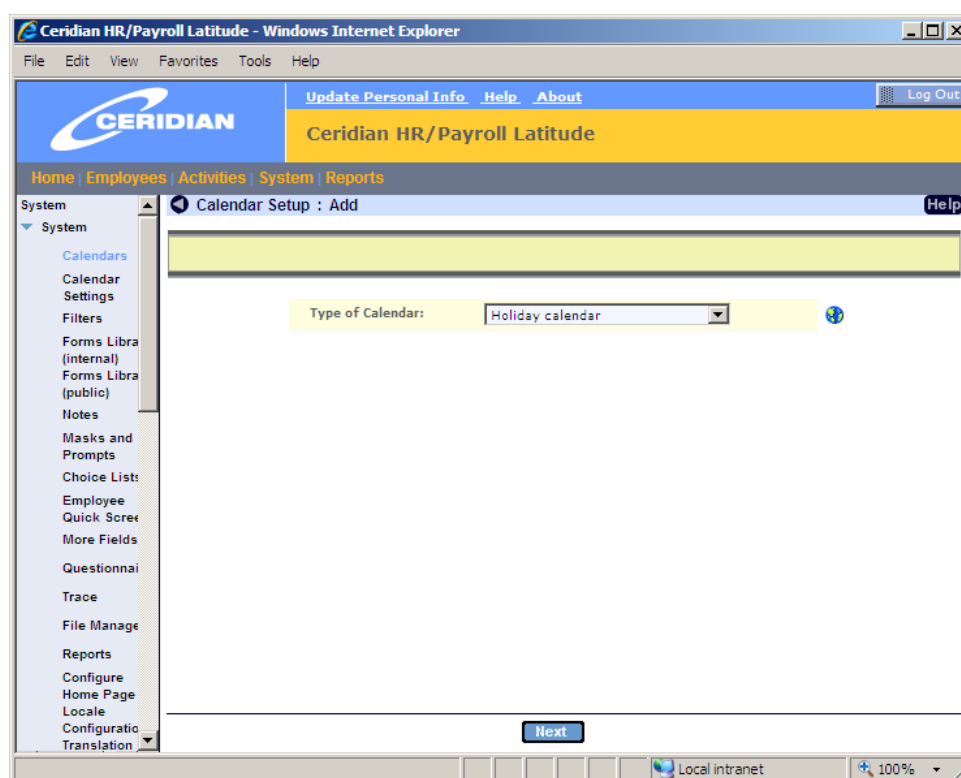 Ceridian HR/Payroll Latitude - Windows Internet Explorer
File Edit View Favorites Tools Help
Update Personal Info Help About
Log Out
CERIDIAN
Ceridian HR/Payroll Latitude
Home | Employees | Activities | System | Reports
System
Calendar Setup : Add
Help
System
Calendars
Calendar
Settings
Filters
Forms Libra
(internal)
Forms Libra
(public)
Notes
Masks and
Prompts
Choice Lists
Employee
Quick Scree
More Fields
Questionnai
Trace
File Manage
Reports
Configure
Home Page
Locale
Configuratio
Translation
Type of Calendar:
Holiday calendar
Next
Local intranet
100%